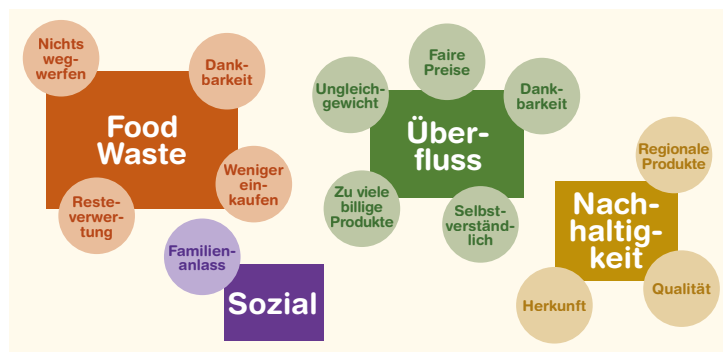 Nichts
weg-
werfen
Dank-
barkeit
Food
Waste
Weniger
ein-
kaufen
Reste-
verwer-
tung
Familien-
anlass
Sozial
Faire
Preise
Ungleich-
gewicht
Dank-
barkeit
Über-
fluss
Zu viele
billige
Produkte
Selbst-
verständ-
lich
Regionale
Produkte
Nach-
haltig-
keit
Herkunft
Qualität